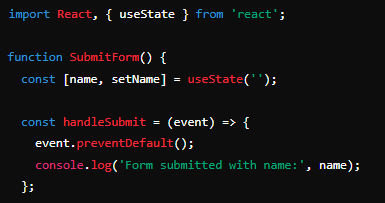 import React, { useState } from 'react';
function SubmitForm() {
const [name, setName] = useState('');
const handleSubmit = (event) => {
event.preventDefault();
console.log('Form submitted with name:', name);
};